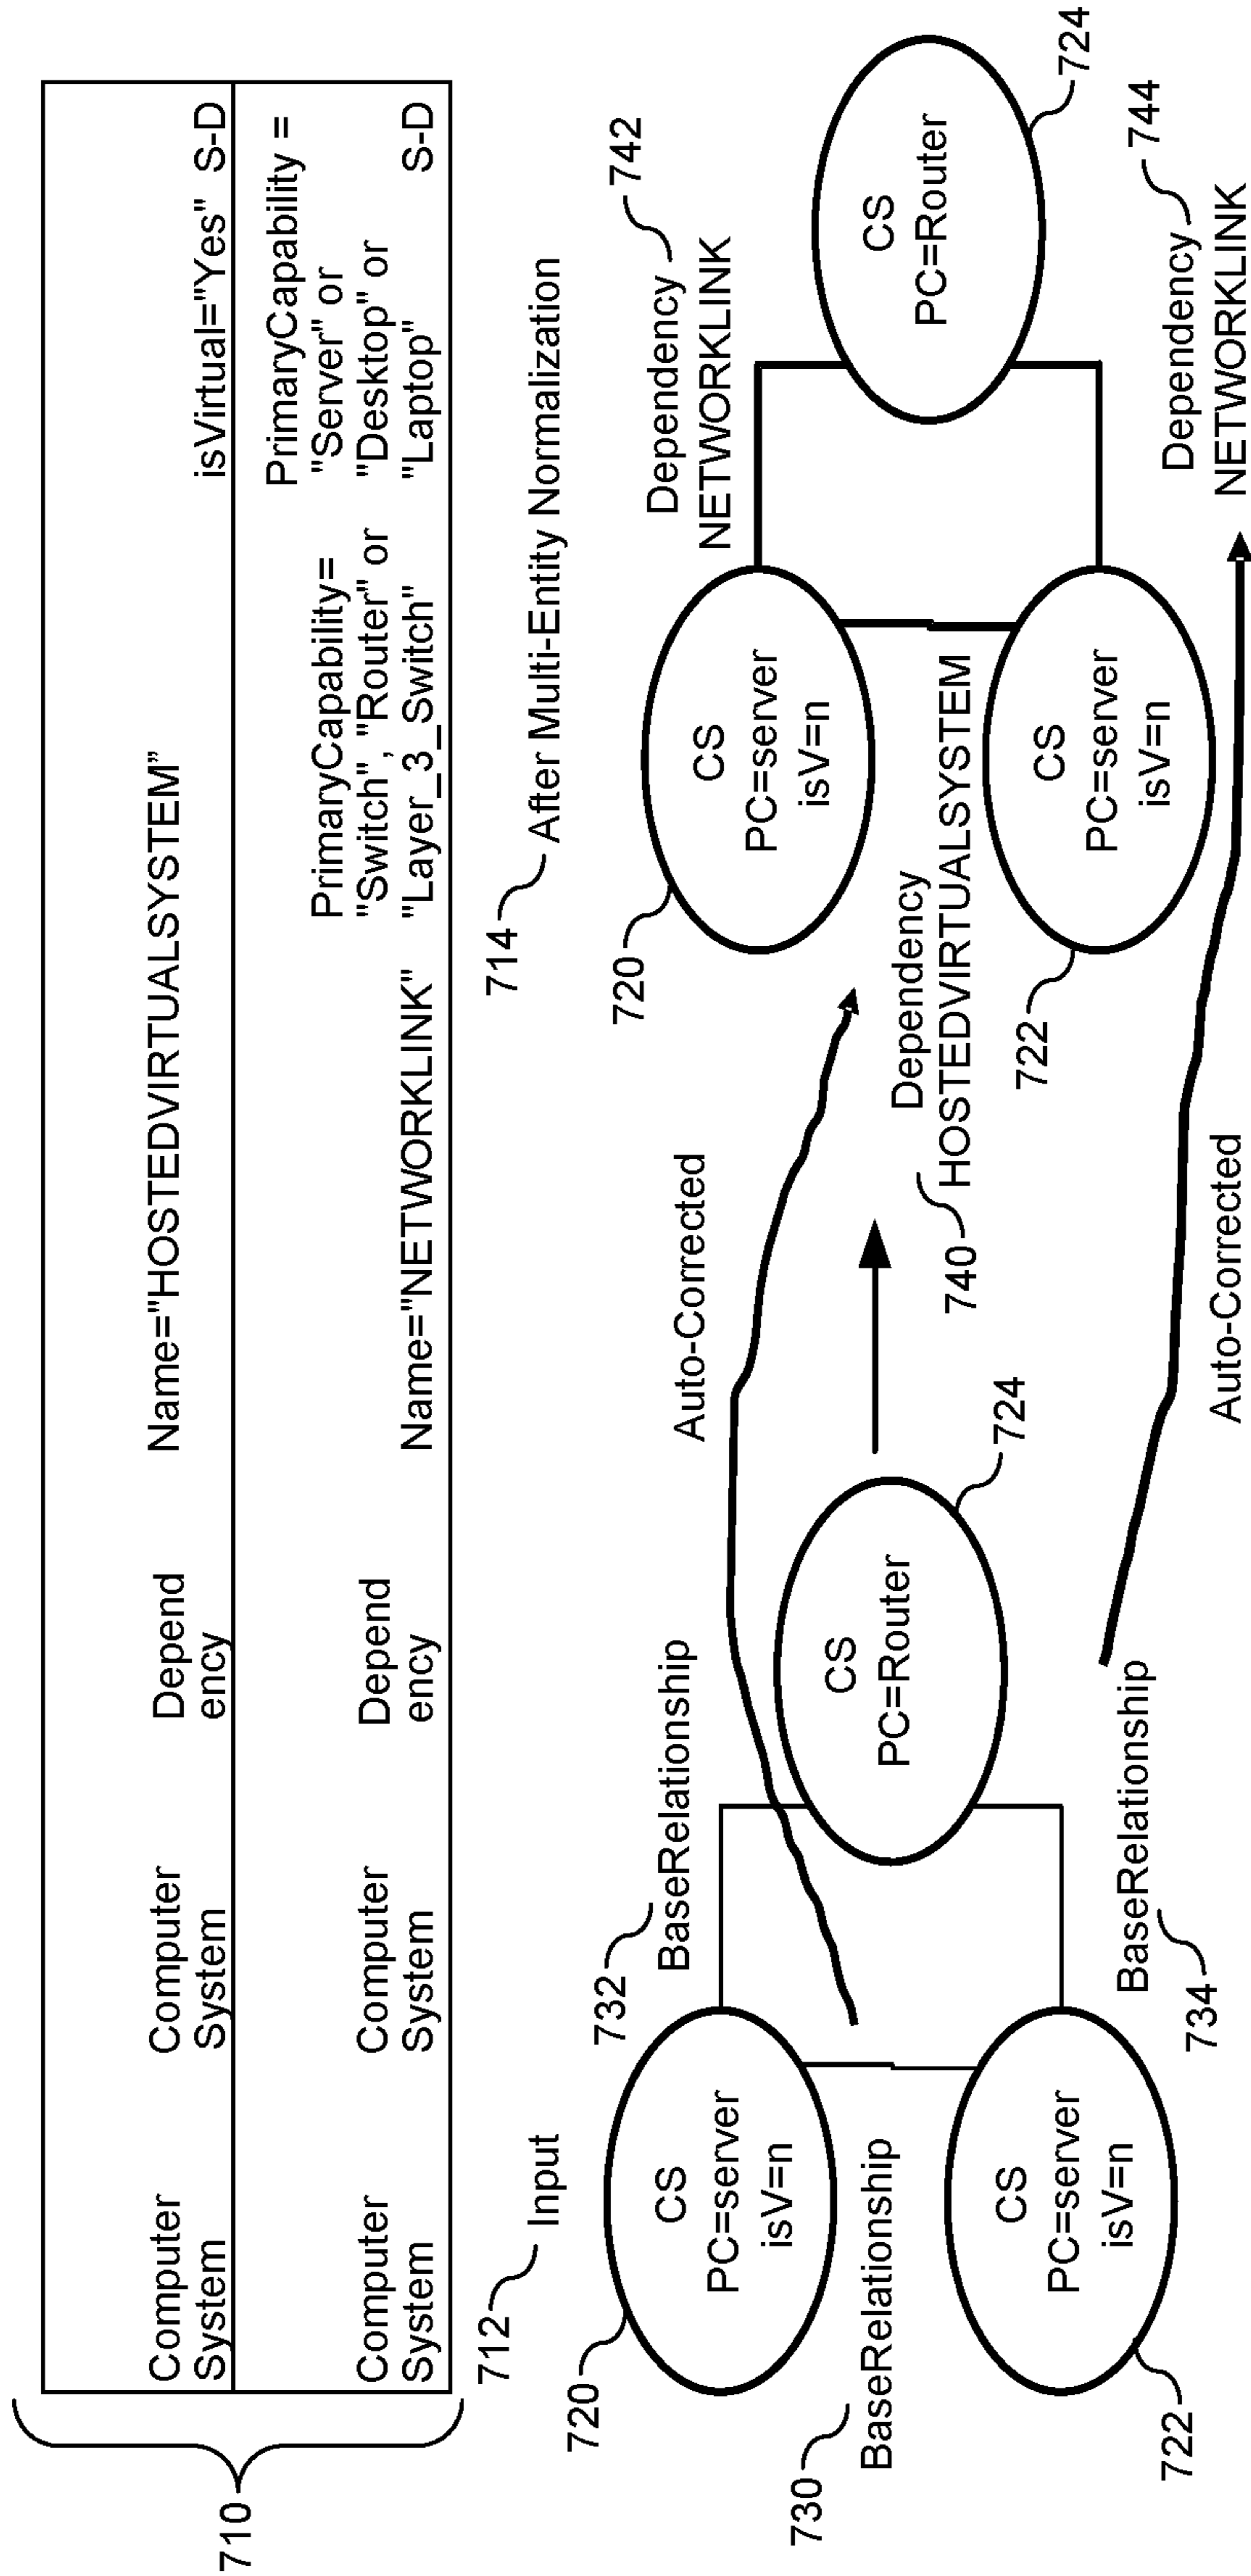 710
Computer
System
Computer
System
Depend
ency
Name="HOSTEDVIRTUALSYSTEM”
isVirtual="Yes" S-D
Computer
System
Computer
System
Depend
ency
Name="NETWORKLINK"
PrimaryCapability=
"Switch","Router" or
"Layer_3_Switch"
PrimaryCapability =
"Server" or
"Desktop" or
"Laptop"
S-D
712 Input
720
CS
PC=server
isV=n
730
BaseRelationship
722
CS
PC=server
isV=n
732
BaseRelationship
CS
PC=Router
724
BaseRelationship
734
Auto-Corrected
Auto-Corrected
714 After Multi-Entity Normalization
720
CS
PC=server
isV=n
Dependency
740 HOSTEDVIRTUALSYSTEM
722
CS
PC=server
isV=n
Dependency 742
NETWORKLINK
CS
PC=Router
724
Dependency 744
NETWORKLINK